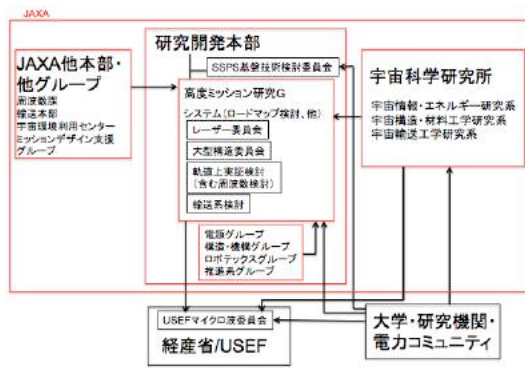 JAXA
研究開発本部
SSPS基盤技術検討委員会
JAXA他本部・
他グループ
周波数課
輸送本部
宇宙環境利用センター
ミッションデザイン支援
グループ
高度ミッション研究G
システム(ロードマップ検討、他)
レーザー委員会
大型構造委員会
軌道上実証検討
(含む周波数検討)
輸送系検討
電源グループ
構造・機構グループ
ロボテックスグループ
推進系グループ
宇宙科学研究所
宇宙情報・エネルギー研究系
宇宙構造・材料工学研究系
宇宙輸送工学研究系
USEFマイクロ波委員会
経産省/USEF
大学・研究機関・
電力コミュニティ